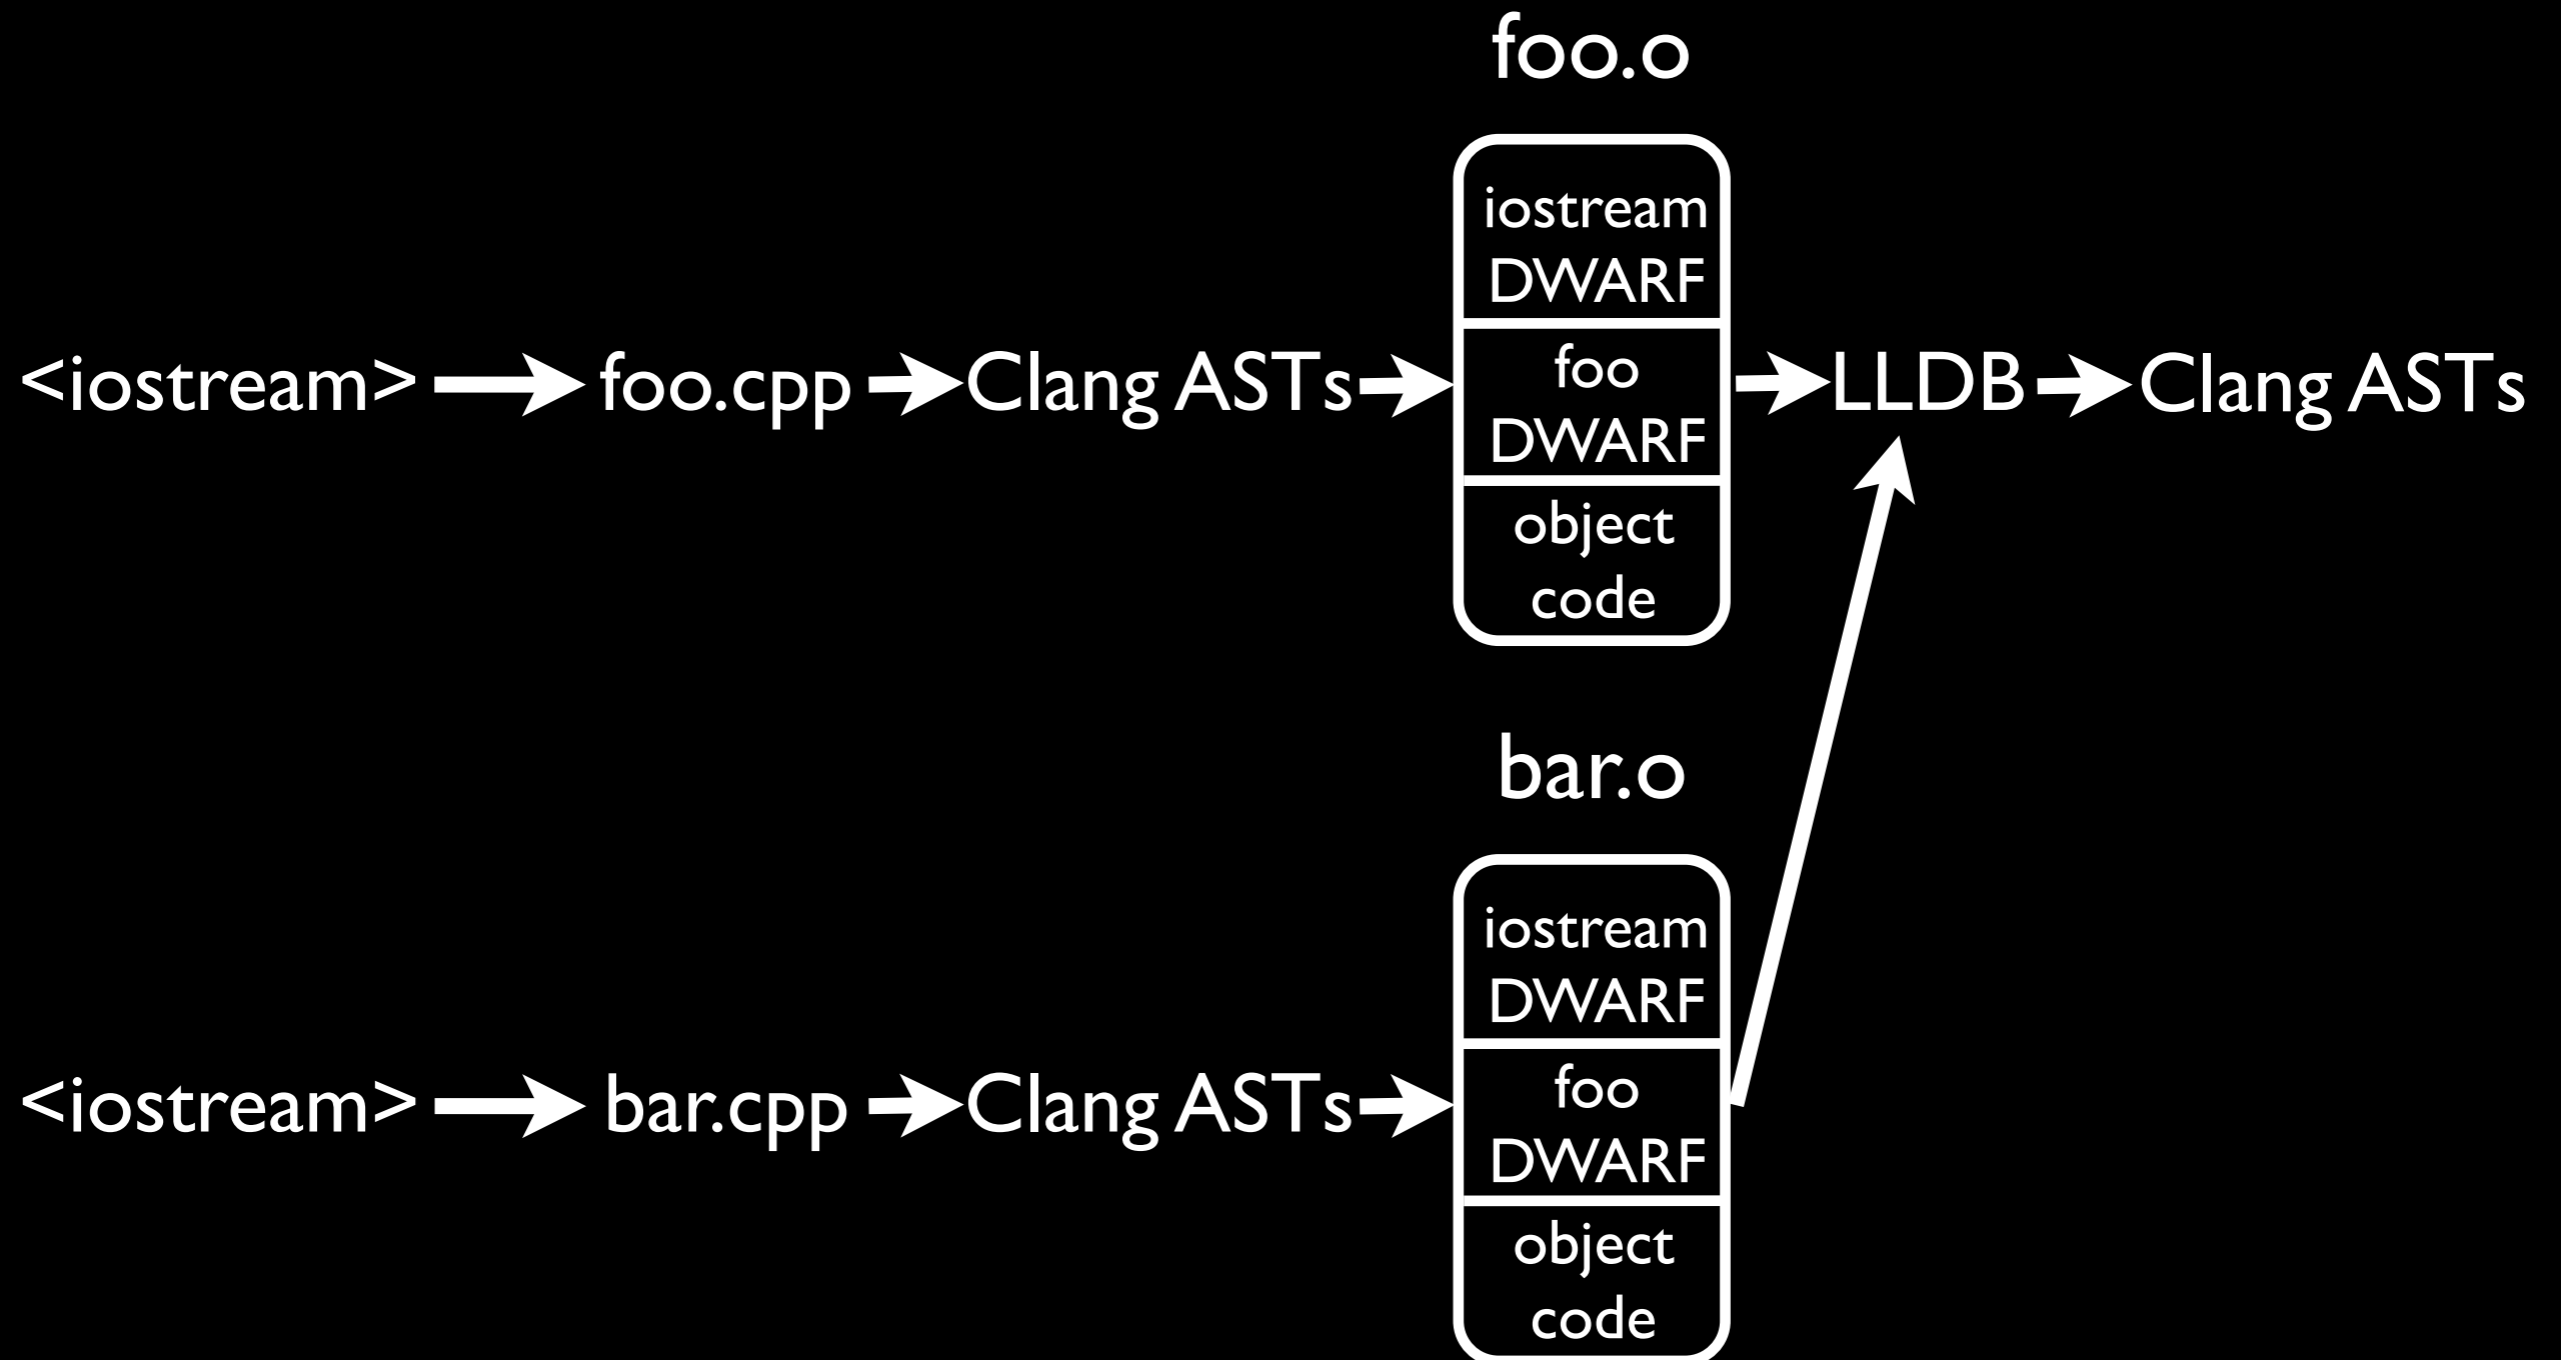 foo.o
iostream
DWARF
<iostream> foo.cpp Clang ASTs foo LLDB Clang ASTs
DWARF
object
code
bar.o
iostream
DWARF
<iostream> bar.cpp Clang ASTs foo
DWARF
object
code